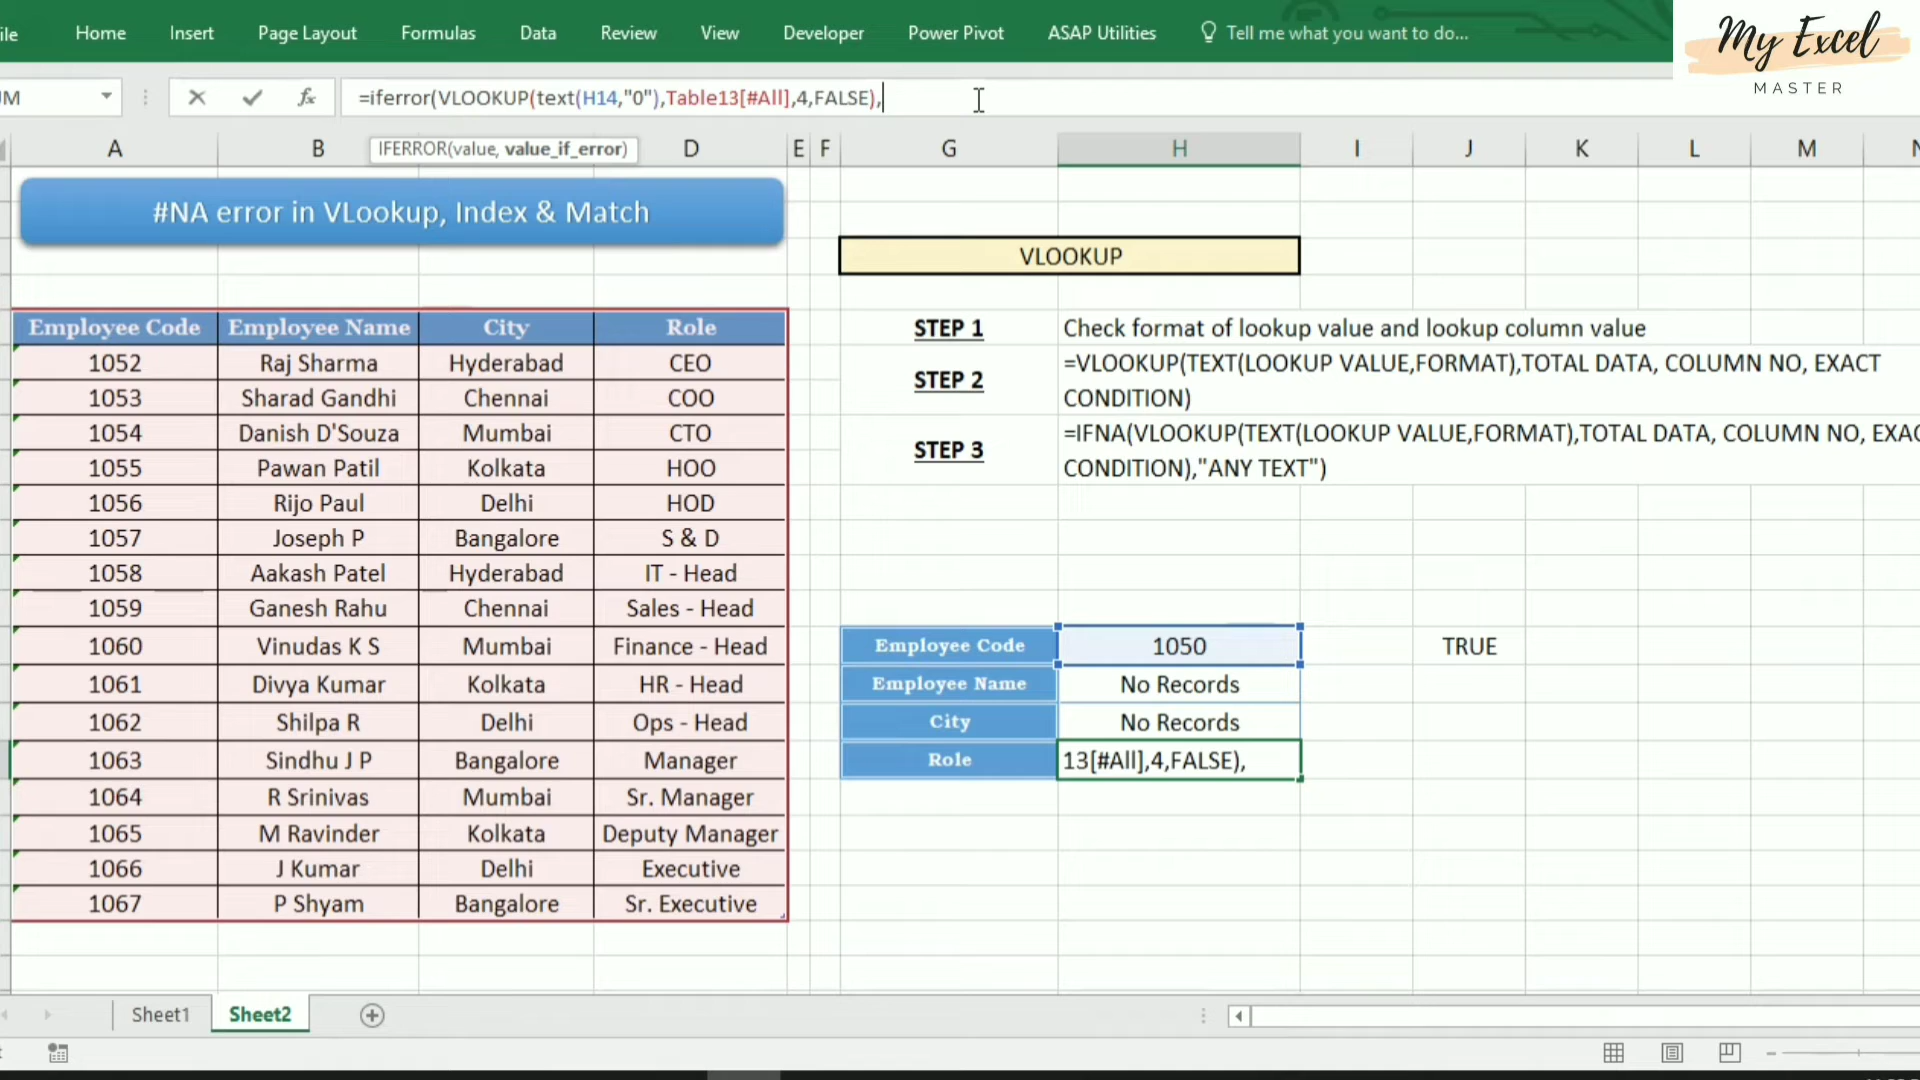 ile Home Insert Page Layout Formulas Data Review View Developer Power Pivot ASAP Utilities Tell me what you want to do...
My Excel
MASTER
fx =iferror(VLOOKUP(text(H14,"0"),Table13[#All],4,FALSE),
IFERROR(value, value_if_error)
A B D E F G H I J K L M
#NA error in VLookup, Index & Match
VLOOKUP
Employee Code Employee Name City Role
1052 Raj Sharma Hyderabad CEO
1053 Sharad Gandhi Chennai COO
1054 Danish D'Souza Mumbai CTO
1055 Pawan Patil Kolkata HOO
1056 Rijo Paul Delhi HOD
1057 Joseph P Bangalore S & D
1058 Aakash Patel Hyderabad IT - Head
1059 Ganesh Rahu Chennai Sales - Head
1060 Vinudas K S Mumbai Finance - Head
1061 Divya Kumar Kolkata HR - Head
1062 Shilpa R Delhi Ops - Head
1063 Sindhu J P Bangalore Manager
1064 R Srinivas Mumbai Sr. Manager
1065 M Ravinder Kolkata Deputy Manager
1066 J Kumar Delhi Executive
1067 P Shyam Bangalore Sr. Executive
STEP 1 Check format of lookup value and lookup column value
STEP 2 =VLOOKUP(TEXT(LOOKUP VALUE,FORMAT),TOTAL DATA, COLUMN NO, EXACT
CONDITION)
STEP 3 =IFNA(VLOOKUP(TEXT(LOOKUP VALUE,FORMAT),TOTAL DATA, COLUMN NO, EXAC
CONDITION),"ANY TEXT")
Employee Code 1050 TRUE
Employee Name No Records
City No Records
Role 13[#All],4,FALSE),
Sheet1 Sheet2